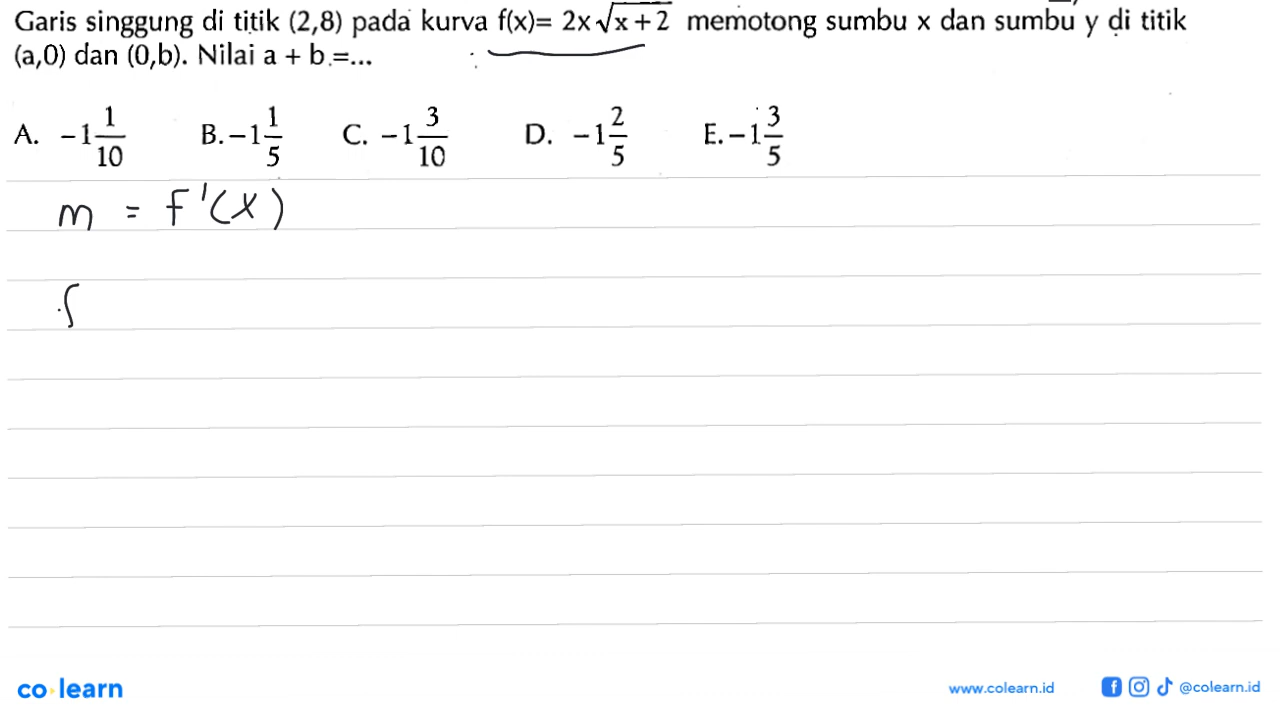 Garis singgung di titik (2,8) pada kurva f(x)= 2x√(x+2) memotong sumbu x dan sumbu y di titik
(a,0) dan (0,b). Nilai a + b =...
A. -1 1/10 B. -1 1/5 C. -1 3/10 D. -1 2/5 E. -1 3/5
m = f'(x)
co learn
www.colearn.id @colearn.id